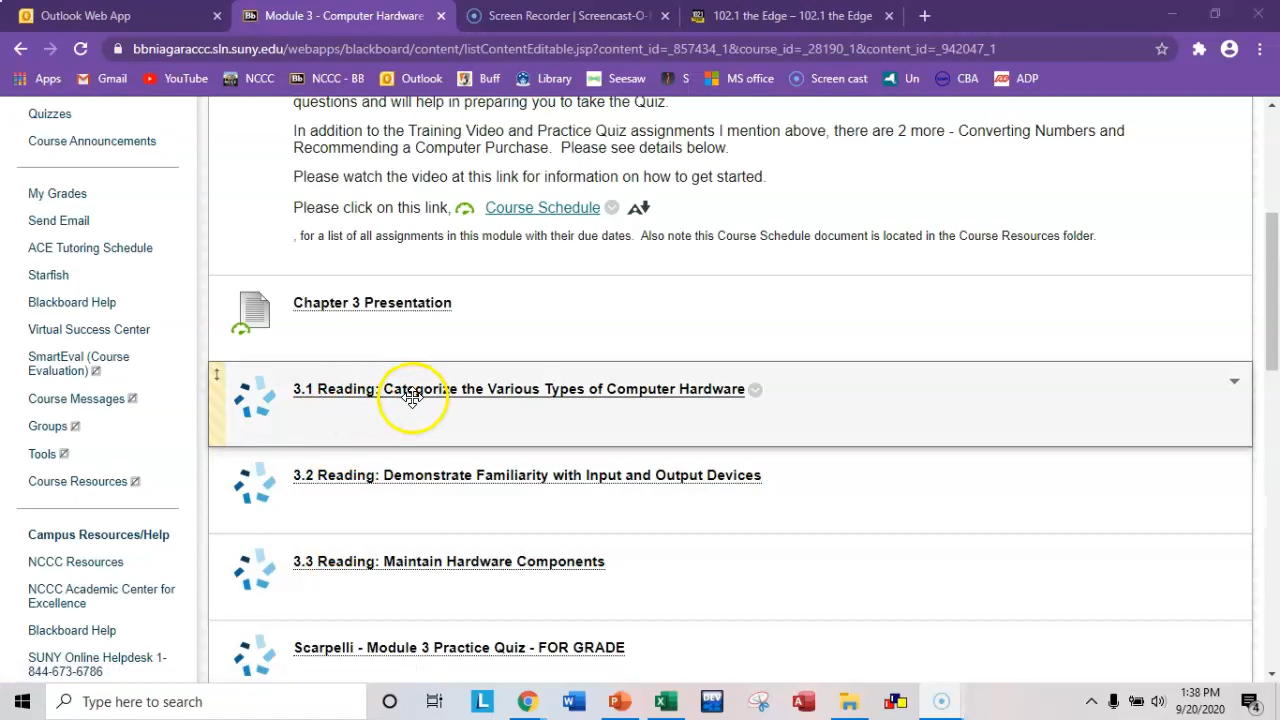 Outlook Web App
Bb Module 3 - Computer Hardware
Screen Recorder | Screencast-O-
102.1 the Edge – 102.1 the Edge
bbniagaraccc.sln.suny.edu/webapps/blackboard/content/listContentEditable.jsp?content_id=_857434_1&course_id=_28190_1&content_id=_942047_1
Apps Gmail YouTube NCCC Bb NCCC - BB Outlook Buff Library Seesaw S MS office Screen cast Un CBA ADP
Quizzes
Course Announcements
My Grades
Send Email
ACE Tutoring Schedule
Starfish
Blackboard Help
Virtual Success Center
SmartEval (Course
Evaluation)
Course Messages
Groups
Tools
Course Resources
Campus Resources/Help
NCCC Resources
NCCC Academic Center for
Excellence
Blackboard Help
SUNY Online Helpdesk 1-
844-673-6786
questions and will help in preparing you to take the Quiz.
In addition to the Training Video and Practice Quiz assignments I mention above, there are 2 more - Converting Numbers and
Recommending a Computer Purchase. Please see details below.
Please watch the video at this link for information on how to get started.
Please click on this link, Course Schedule
, for a list of all assignments in this module with their due dates. Also note this Course Schedule document is located in the Course Resources folder.
Chapter 3 Presentation
3.1 Reading: Categorize the Various Types of Computer Hardware
3.2 Reading: Demonstrate Familiarity with Input and Output Devices
3.3 Reading: Maintain Hardware Components
Scarpelli - Module 3 Practice Quiz - FOR GRADE
Type here to search
1:38 PM
9/20/2020